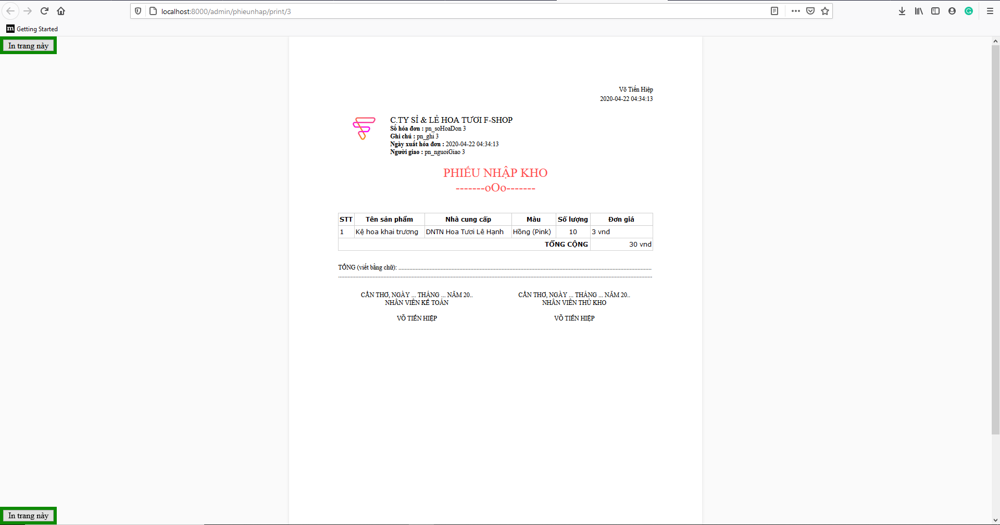 localhost:8000/admin/phieunhap/print/3
m Getting Started
In trang này
Võ Tiến Hiệp
2020-04-22 04:34:13
C.TY SỈ & LẺ HOA TƯƠI F-SHOP
Số hóa đơn : pn_soHoaDon 3
Ghi chú : pn_ghi 3
Ngày xuất hóa đơn : 2020-04-22 04:34:13
Người giao : pn_nguoiGiao 3
PHIẾU NHẬP KHO
-------oOo-------
STT Tên sản phẩm Nhà cung cấp Màu Số lượng Đơn giá
1 Kệ hoa khai trương DNTN Hoa Tươi Lê Hạnh Hồng (Pink) 10 3 vnd
TỔNG CỘNG 30 vnd
TỔNG (viết bằng chữ): ....................................................................
....................................................................
CẦN THƠ, NGÀY ... THÁNG ... NĂM 20.. CẦN THƠ, NGÀY ... THÁNG ... NĂM 20..
NHÂN VIÊN KẾ TOÁN NHÂN VIÊN THỦ KHO
VÕ TIẾN HIỆP VÕ TIẾN HIỆP
In trang này